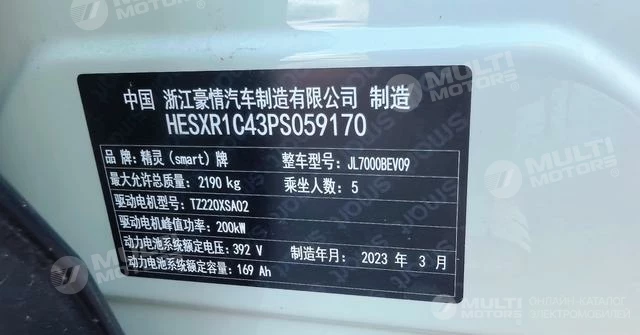 中国 浙江豪情汽车制造有限公司 制造
HESXR1C43PS059170
品牌：精灵(smart)牌 整车型号：JL7000BEV09
最大允许总质量：2190 kg 乘坐人数：5
驱动电机型号：TZ220XSA02
驱动电机峰值功率：200kW
动力电池系统额定电压：392 V 制造年月：2023 年 3 月
动力电池系统额定容量：169 Ah
MULTI MOTORS
MULTI MOTORS
MULTI MOTORS
MULTI MOTORS ОНЛАЙН-КАТАЛОГ
ЭЛЕКТРОМОБИЛЕЙ